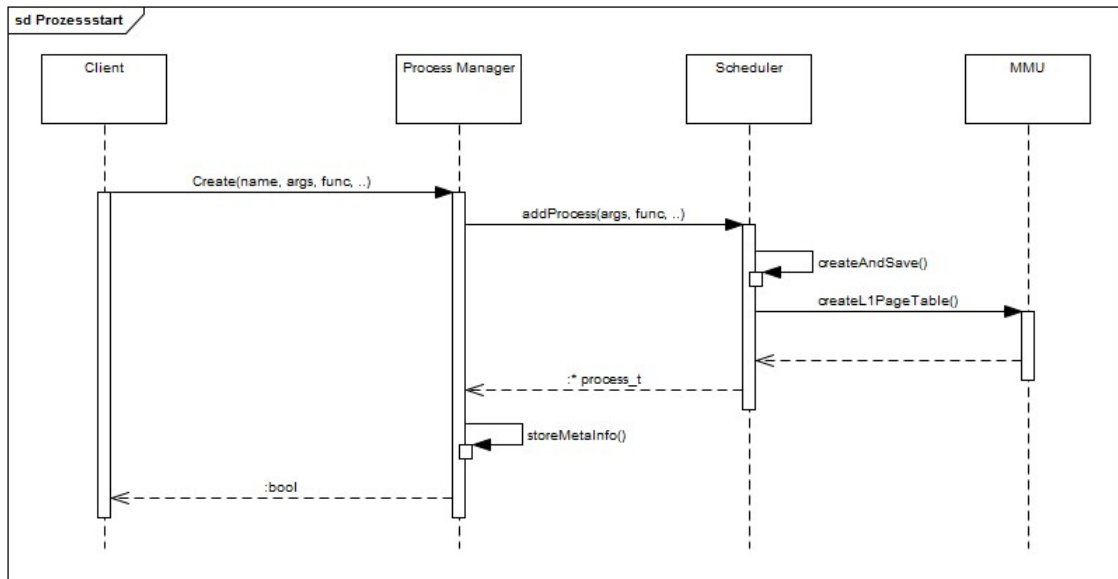 sd Prozessstart
Client
Process Manager
Scheduler
MMU
Create(name, args, func, ..)
addProcess(args, func, ..)
createAndSave()
createL1PageTable()
:* process_t
storeMetaInfo()
:bool